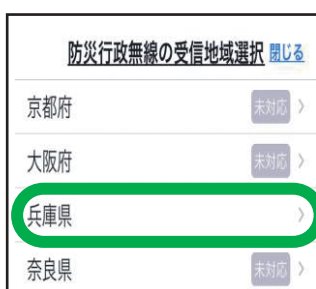 防災行政無線の受信地域選択 閉じる
京都府 未対応 >
大阪府 未対応 >
兵庫県 >
奈良県 未対応 >